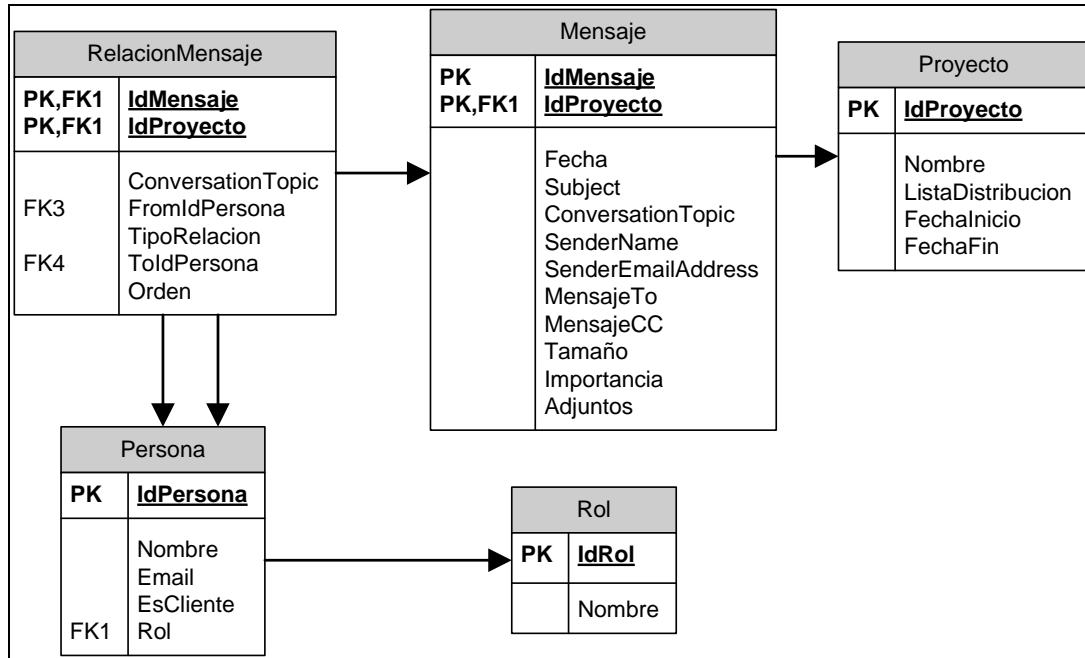 RelacionMensaje
PK,FK1 IdMensaje
PK,FK1 IdProyecto
ConversationTopic
FK3 FromIdPersona
TipoRelacion
FK4 ToIdPersona
Orden
Mensaje
PK IdMensaje
PK,FK1 IdProyecto
Fecha
Subject
ConversationTopic
SenderName
SenderEmailAddress
MensajeTo
MensajeCC
Tamaño
Importancia
Adjuntos
Proyecto
PK IdProyecto
Nombre
ListaDistribucion
FechaInicio
FechaFin
Persona
PK IdPersona
Nombre
Email
EsCliente
FK1 Rol
Rol
PK IdRol
Nombre